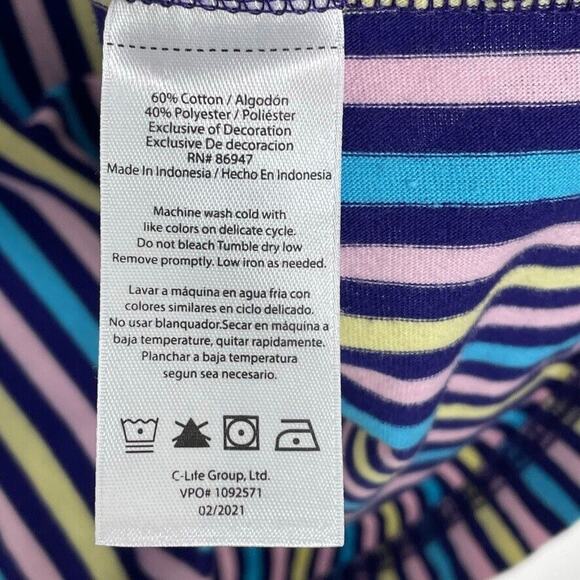 60% Cotton / Algodón
40% Polyester / Poliéster
Exclusive of Decoration
Exclusive De decoracion
RN# 86947
Made In Indonesia / Hecho En Indonesia
Machine wash cold with
like colors on delicate cycle.
Do not bleach Tumble dry low
Remove promptly. Low iron as needed.
Lavar a máquina en agua fria con
colores similares en ciclo delicado.
No usar blanquador.Secar en máquina a
baja temperature, quitar rapidamente.
Planchar a baja temperatura
segun sea necesario.
C-Life Group, Ltd.
VPO# 1092571
02/2021